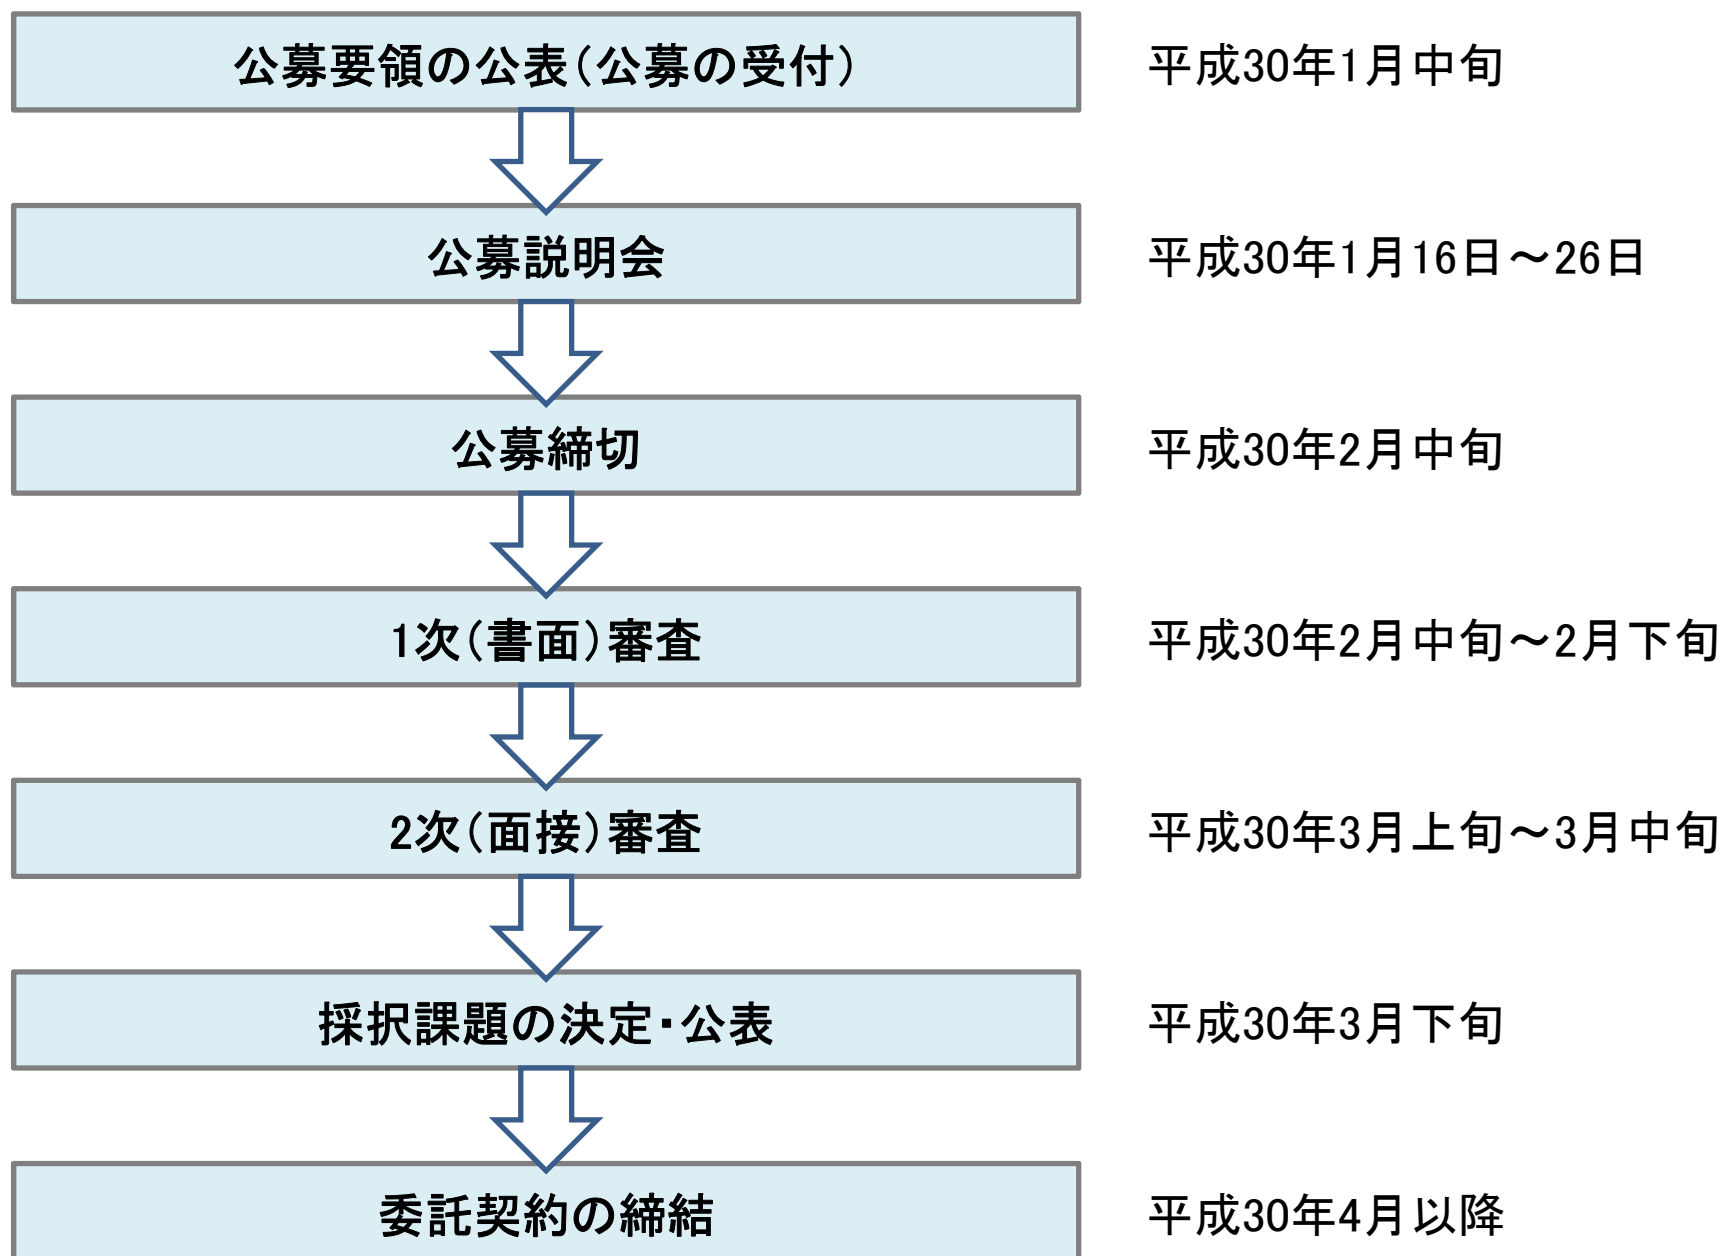 公募要領の公表（公募の受付）　平成30年1月中旬
公募説明会　平成30年1月16日～26日
公募締切　平成30年2月中旬
1次（書面）審査　平成30年2月中旬～2月下旬
2次（面接）審査　平成30年3月上旬～3月中旬
採択課題の決定・公表　平成30年3月下旬
委託契約の締結　平成30年4月以降